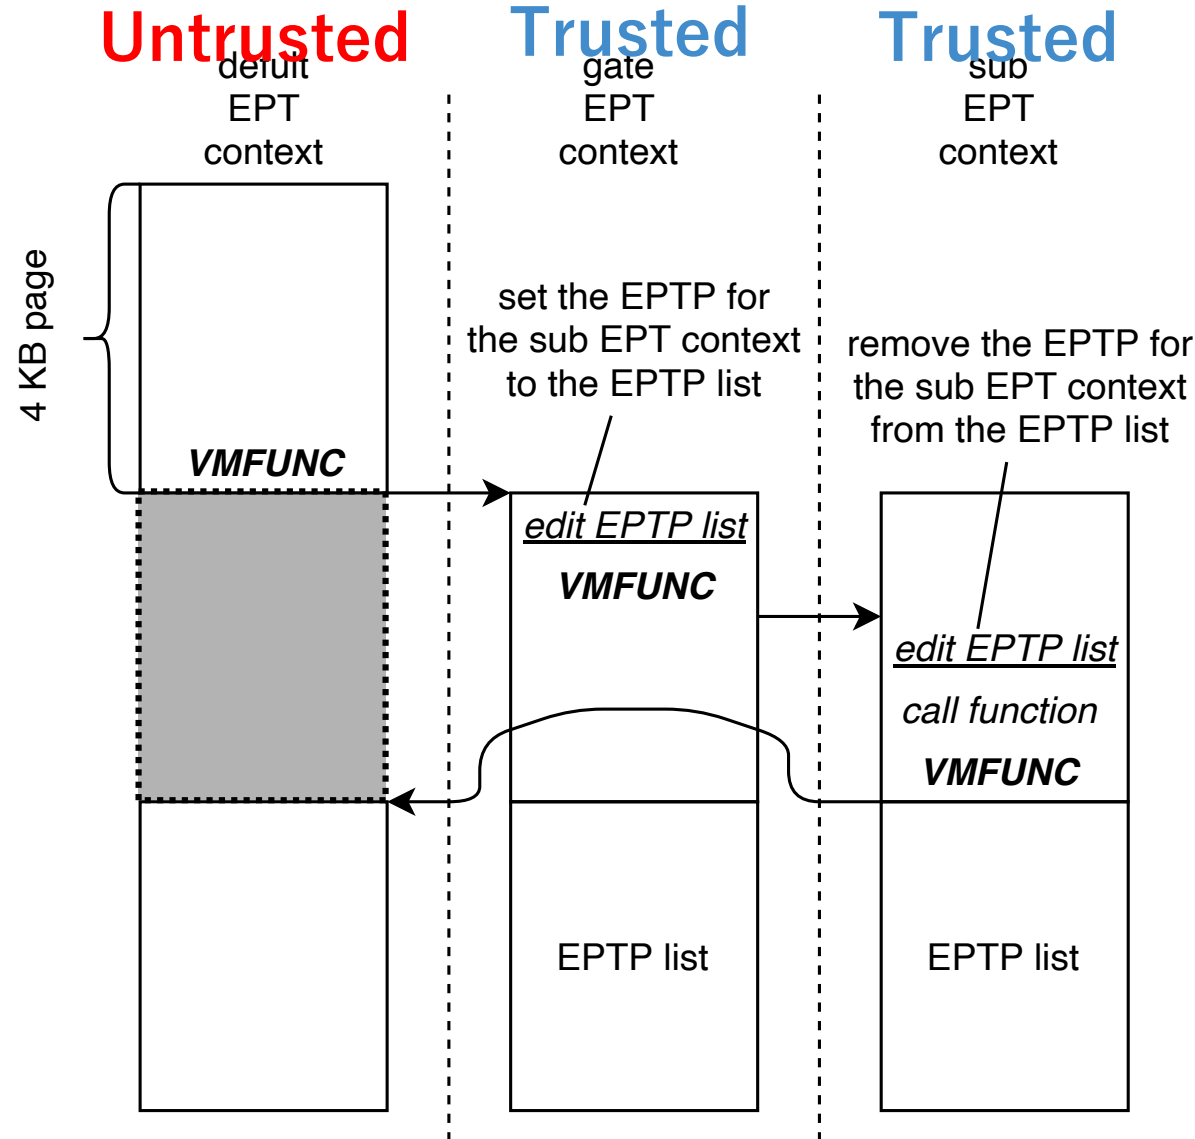 Untrusted
defult
EPT
context
Trusted
gate
EPT
context
Trusted
sub
EPT
context
4 KB page
VMFUNC
set the EPTP for
the sub EPT context
to the EPTP list
edit EPTP list
VMFUNC
EPTP list
remove the EPTP for
the sub EPT context
from the EPTP list
edit EPTP list
call function
VMFUNC
EPTP list